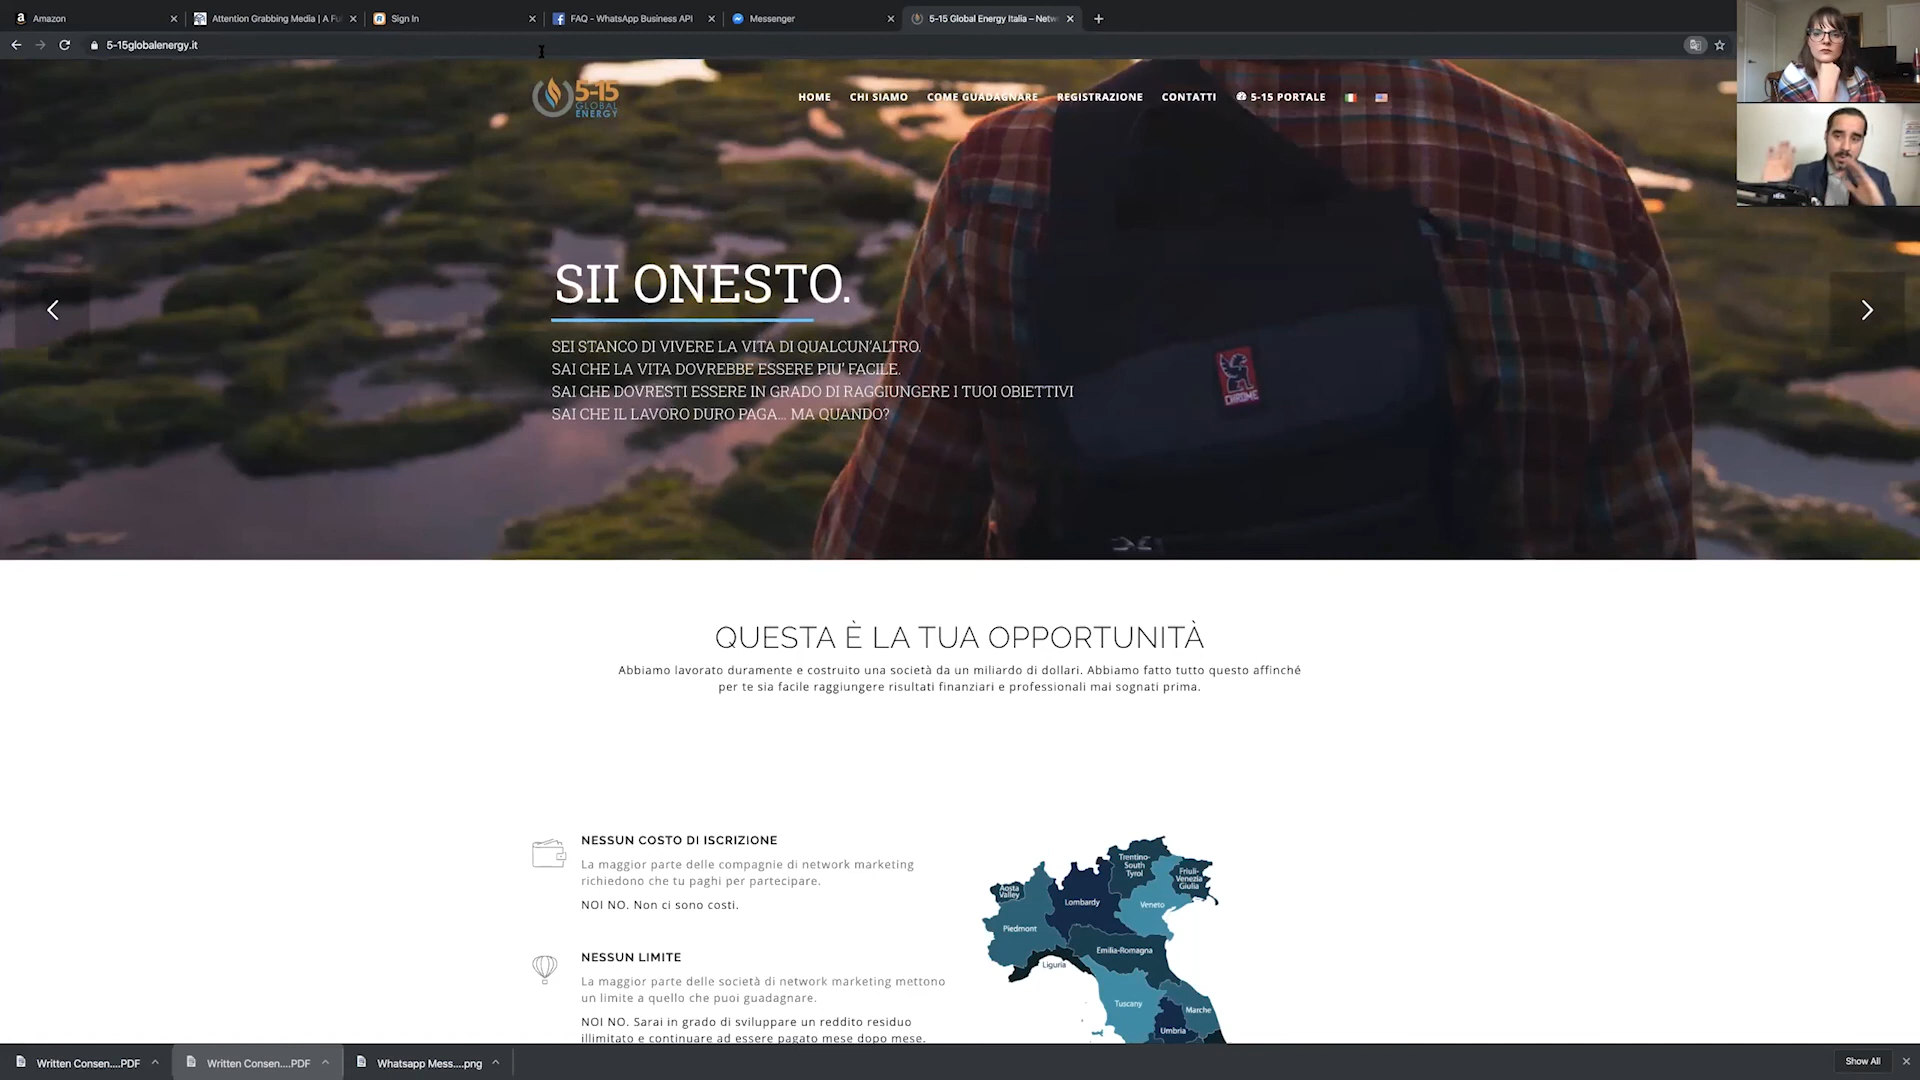 Amazon
Attention Grabbing Media | A Ful
Sign In
FAQ - WhatsApp Business API
Messenger
5-15 Global Energy Italia – Netw
5-15globalenergy.it
5-15
GLOBAL
ENERGY
HOME
CHI SIAMO
COME GUADAGNARE
REGISTRAZIONE
CONTATTI
5-15 PORTALE
SII ONESTO.
SEI STANCO DI VIVERE LA VITA DI QUALCUN'ALTRO.
SAI CHE LA VITA DOVREBBE ESSERE PIU' FACILE.
SAI CHE DOVRESTI ESSERE IN GRADO DI RAGGIUNGERE I TUOI OBIETTIVI
SAI CHE IL LAVORO DURO PAGA... MA QUANDO?
CHROME
QUESTA È LA TUA OPPORTUNITÀ
Abbiamo lavorato duramente e costruito una società da un miliardo di dollari. Abbiamo fatto tutto questo affinché
per te sia facile raggiungere risultati finanziari e professionali mai sognati prima.
NESSUN COSTO DI ISCRIZIONE
La maggior parte delle compagnie di network marketing
richiedono che tu paghi per partecipare.
NOI NO. Non ci sono costi.
NESSUN LIMITE
La maggior parte delle società di network marketing mettono
un limite a quello che puoi guadagnare.
NOI NO. Sarai in grado di sviluppare un reddito residuo
illimitato e continuare ad essere pagato mese dopo mese.
Trentino-
South
Tyrol
Friuli-
Venezia
Giulia
Aosta
Valley
Lombardy
Veneto
Piedmont
Emilia-Romagna
Liguria
Tuscany
Marche
Umbria
Written Consen....PDF
Written Consen....PDF
Whatsapp Mess....png
Show All